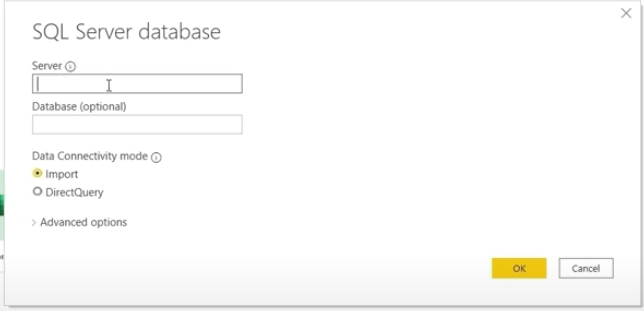 SQL Server database
Server
Database (optional)
Data Connectivity mode
Import
DirectQuery
Advanced options
OK Cancel